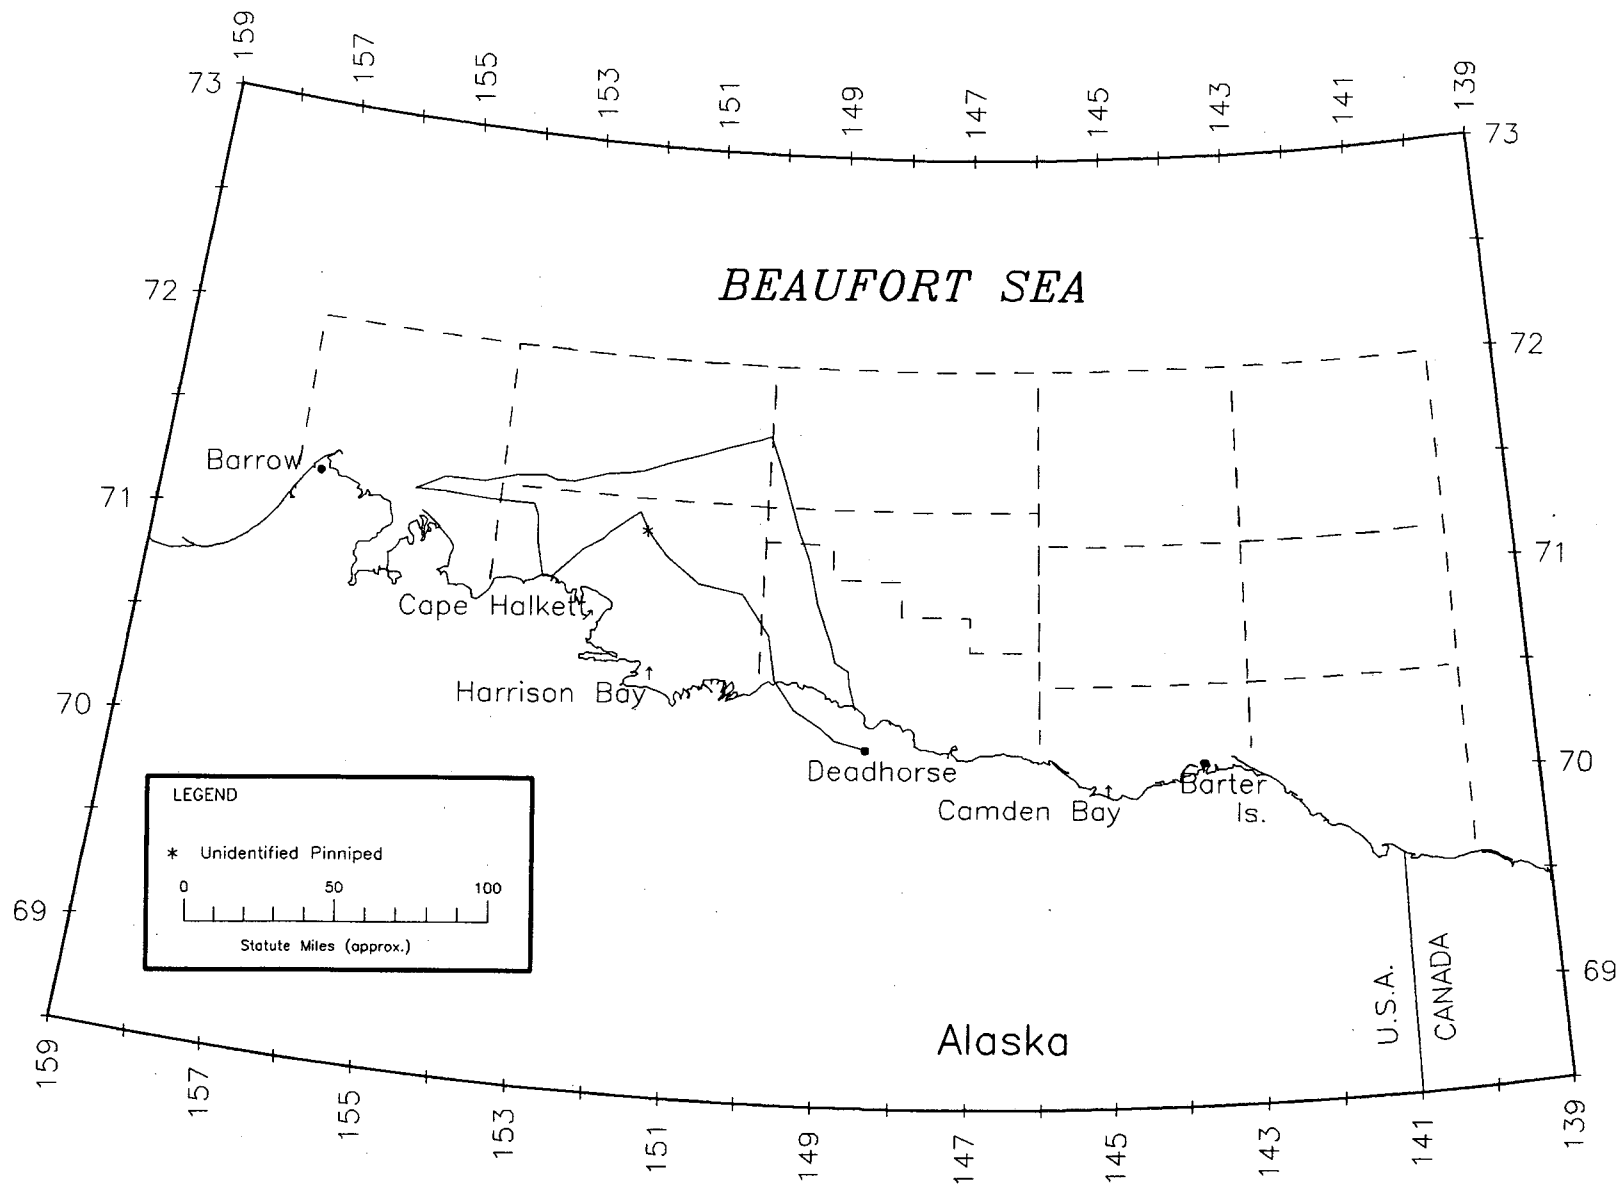 159 157 155 153 151 149 147 145 143 141 139
73 73
BEAUFORT SEA
72 72
Barrow
71 71
Cape Halkett
Harrison Bay
70 70
Deadhorse
Barter
Is.
Camden Bay
LEGEND
* Unidentified Pinniped
0 50 100
Statute Miles (approx.)
69 69
U.S.A. CANADA
Alaska
159 157 155 153 151 149 147 145 143 141 139